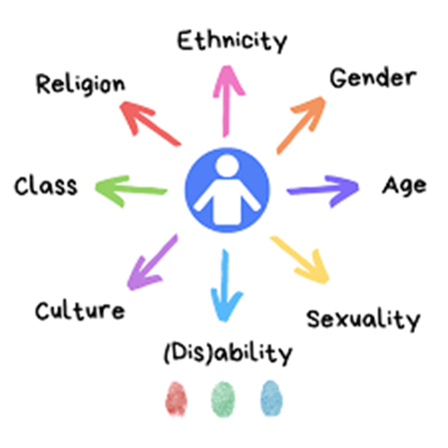 Ethnicity
Religion
Gender
Class
Age
Culture
Sexuality
(Dis)ability